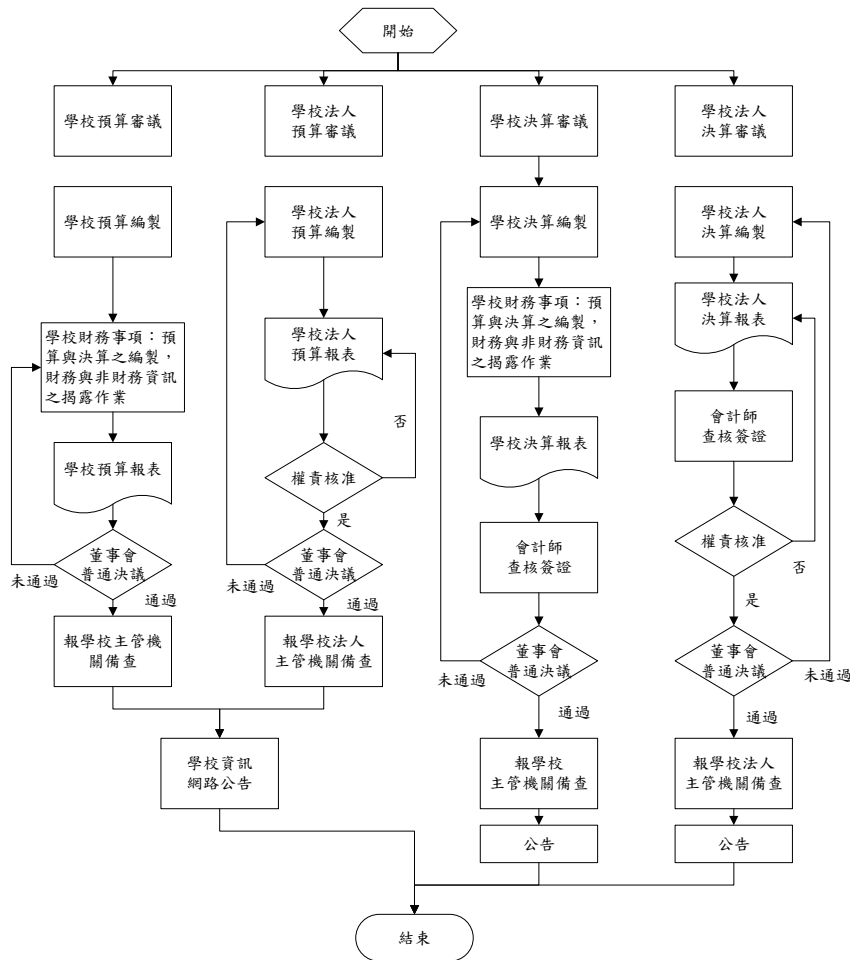 開始
學校預算審議
學校法人
預算審議
學校決算審議
學校法人
決算審議
學校預算編製
學校法人
預算編製
學校決算編製
學校法人
決算編製
學校財務事項：預
算與決算之編製，
財務與非財務資訊
之揭露作業
學校法人
預算報表
學校財務事項：預
算與決算之編製，
財務與非財務資訊
之揭露作業
學校法人
決算報表
否
會計師
查核簽證
學校預算報表
權責核准
學校決算報表
是
權責核准
否
董事會
普通決議
未通過
通過
董事會
普通決議
未通過
通過
會計師
查核簽證
是
報學校主管機
關備查
報學校法人
主管機關備查
董事會
普通決議
未通過
通過
董事會
普通決議
未通過
通過
學校資訊
網路公告
報學校
主管機關備查
報學校法人
主管機關備查
公告
公告
結束